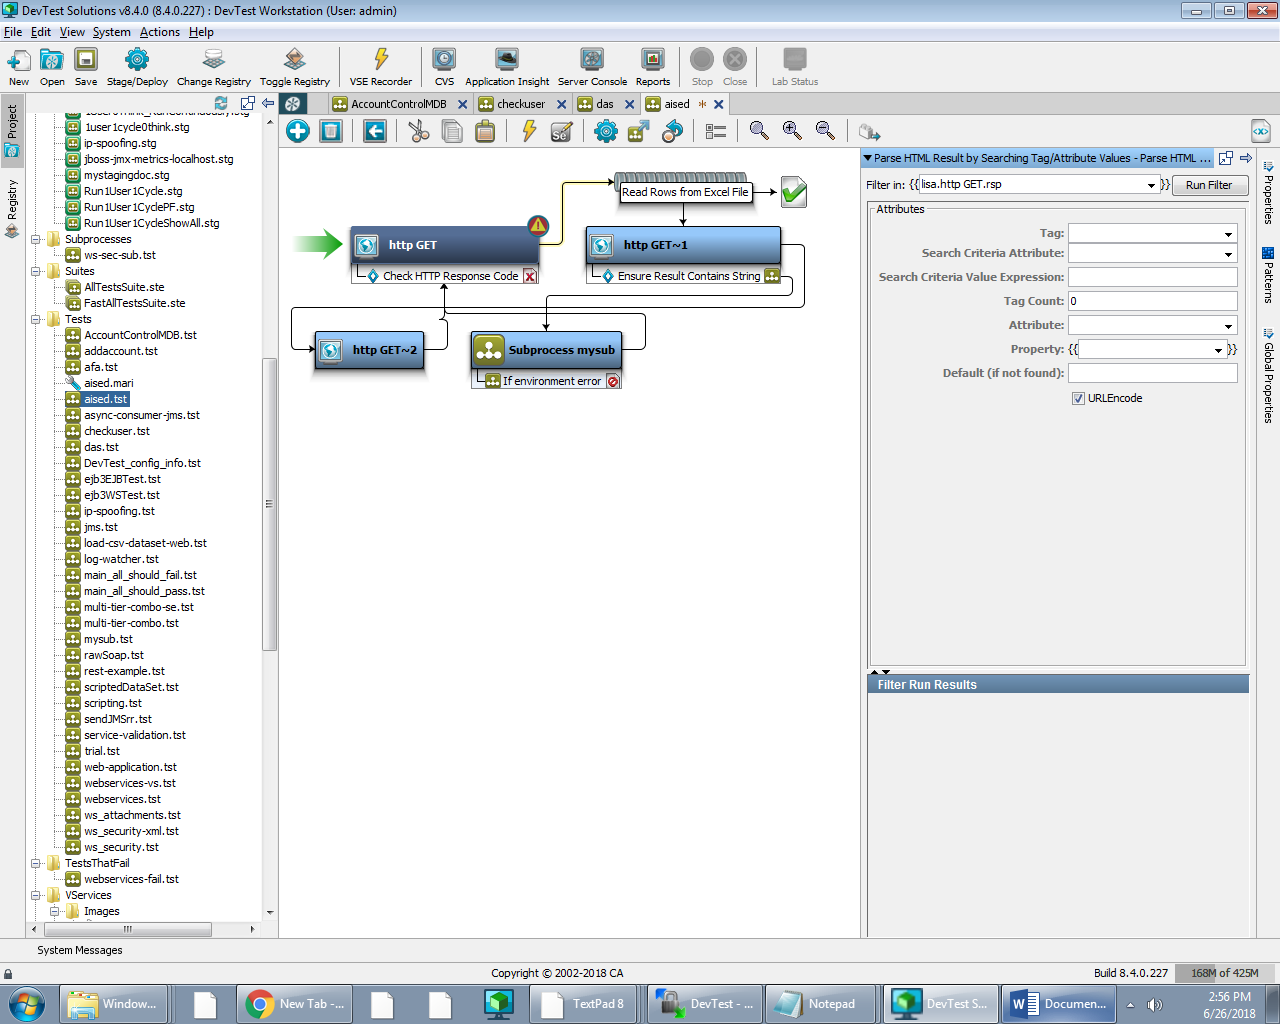 DevTest Solutions v8.4.0 (8.4.0.227) : DevTest Workstation (User: admin)
File Edit View System Actions Help
New Open Save Stage/Deploy Change Registry Toggle Registry VSE Recorder CVS Application Insight Server Console Reports Stop Close Lab Status
Project
Registry
1user1cycle0think.stg
ip-spoofing.stg
jboss-jmx-metrics-localhost.stg
mystagingdoc.stg
Run1User1Cycle.stg
Run1User1CyclePF.stg
Run1User1CycleShowAll.stg
Subprocesses
ws-sec-sub.tst
Suites
AllTestsSuite.ste
FastAllTestsSuite.ste
Tests
AccountControlMDB.tst
addaccount.tst
afa.tst
aised.mari
aised.tst
async-consumer-jms.tst
checkuser.tst
das.tst
DevTest_config_info.tst
ejb3EJBTest.tst
ejb3WSTest.tst
ip-spoofing.tst
jms.tst
load-csv-dataset-web.tst
log-watcher.tst
main_all_should_fail.tst
main_all_should_pass.tst
multi-tier-combo-se.tst
multi-tier-combo.tst
mysub.tst
rawSoap.tst
rest-example.tst
scriptedDataSet.tst
scripting.tst
sendJMSrr.tst
service-validation.tst
trial.tst
web-application.tst
webservices-vs.tst
webservices.tst
ws_attachments.tst
ws_security-xml.tst
ws_security.tst
TestsThatFail
webservices-fail.tst
VServices
Images
AccountControlMDB checkuser das aised
Read Rows from Excel File
http GET
Check HTTP Response Code
http GET~1
Ensure Result Contains String
http GET~2
Subprocess mysub
If environment error
Parse HTML Result by Searching Tag/Attribute Values - Parse HTML ...
Filter in: {{lisa.http GET.rsp}} Run Filter
Attributes
Tag:
Search Criteria Attribute:
Search Criteria Value Expression:
Tag Count: 0
Attribute:
Property: {{ }}
Default (if not found):
URLEncode
Filter Run Results
Properties
Patterns
Global Properties
System Messages
Copyright © 2002-2018 CA
Build 8.4.0.227 168M of 425M
Window... New Tab -... TextPad 8 DevTest - ... Notepad DevTest S... Documen...
2:56 PM
6/26/2018